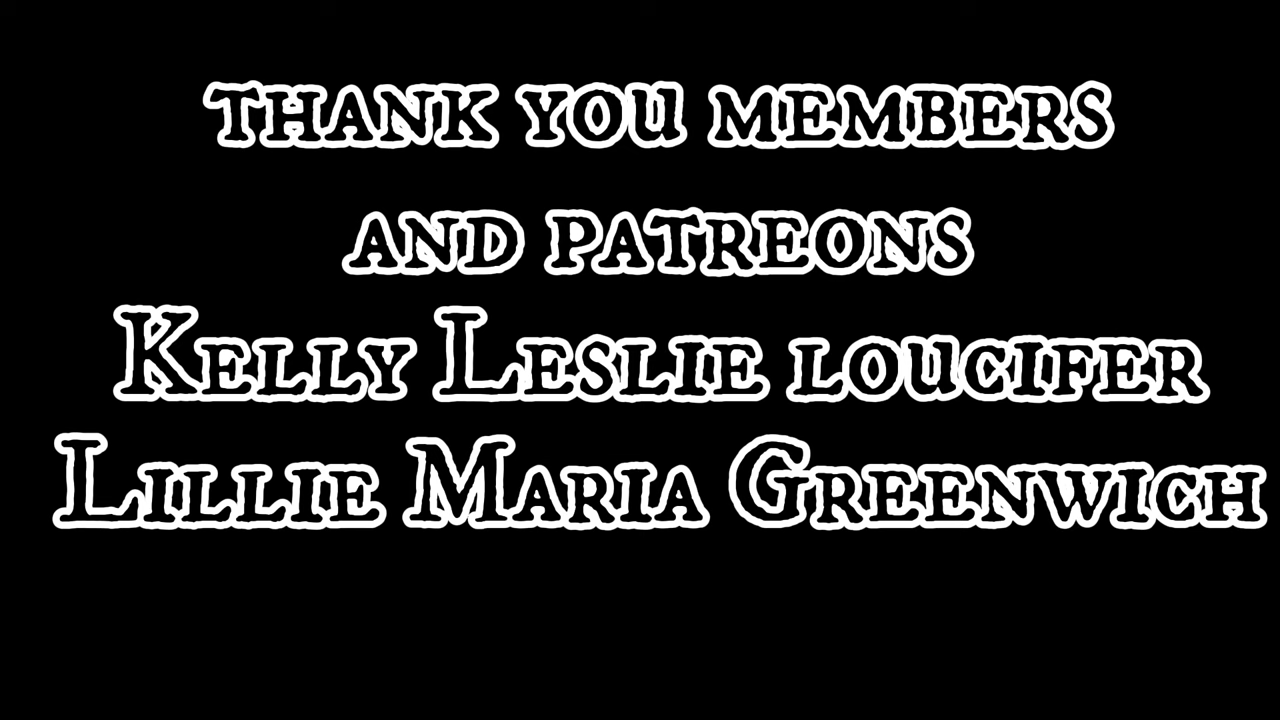 thank you members
and patreons
Kelly Leslie loucifer
Lillie Maria Greenwich